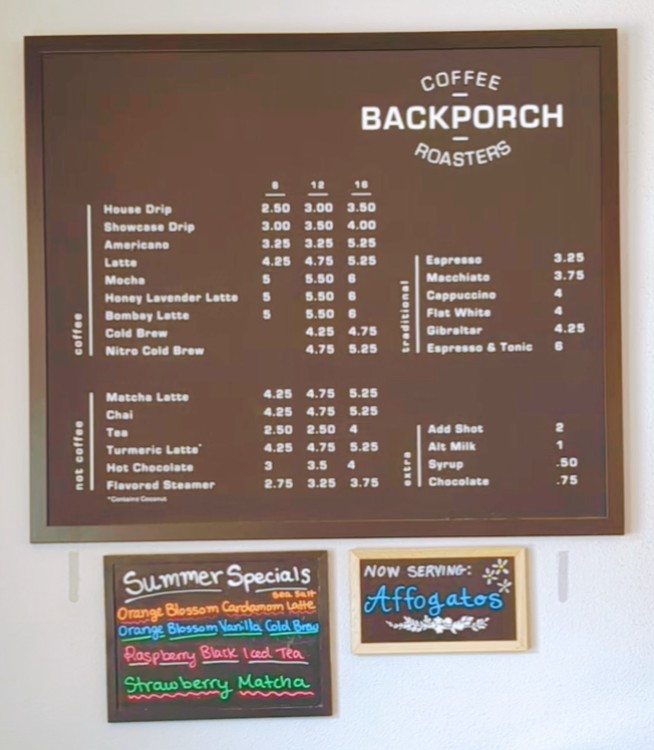 COFFEE
BACKPORCH
ROASTERS
8 12 16
coffee
House Drip 2.50 3.00 3.50
Showcase Drip 3.00 3.50 4.00
Americano 3.25 3.25 5.25
Latte 4.25 4.75 5.25
Mocha 5 5.50 6
Honey Lavender Latte 5 5.50 6
Bombay Latte 5 5.50 6
Cold Brew 4.25 4.75
Nitro Cold Brew 4.75 5.25
traditional
Espresso 3.25
Macchiato 3.75
Cappuccino 4
Flat White 4
Gibraltar 4.25
Espresso & Tonic 6
not coffee
Matcha Latte 4.25 4.75 5.25
Chai 4.25 4.75 5.25
Tea 2.50 2.50 4
Turmeric Latte* 4.25 4.75 5.25
Hot Chocolate 3 3.5 4
Flavored Steamer 2.75 3.25 3.75
*Contains Coconut
extra
Add Shot 2
Alt Milk 1
Syrup .50
Chocolate .75
Summer Specials
Sea Salt
Orange Blossom Cardamom Latte
Orange Blossom Vanilla Cold Brew
Raspberry Black Iced Tea
Strawberry Matcha
NOW SERVING:
Affogatos